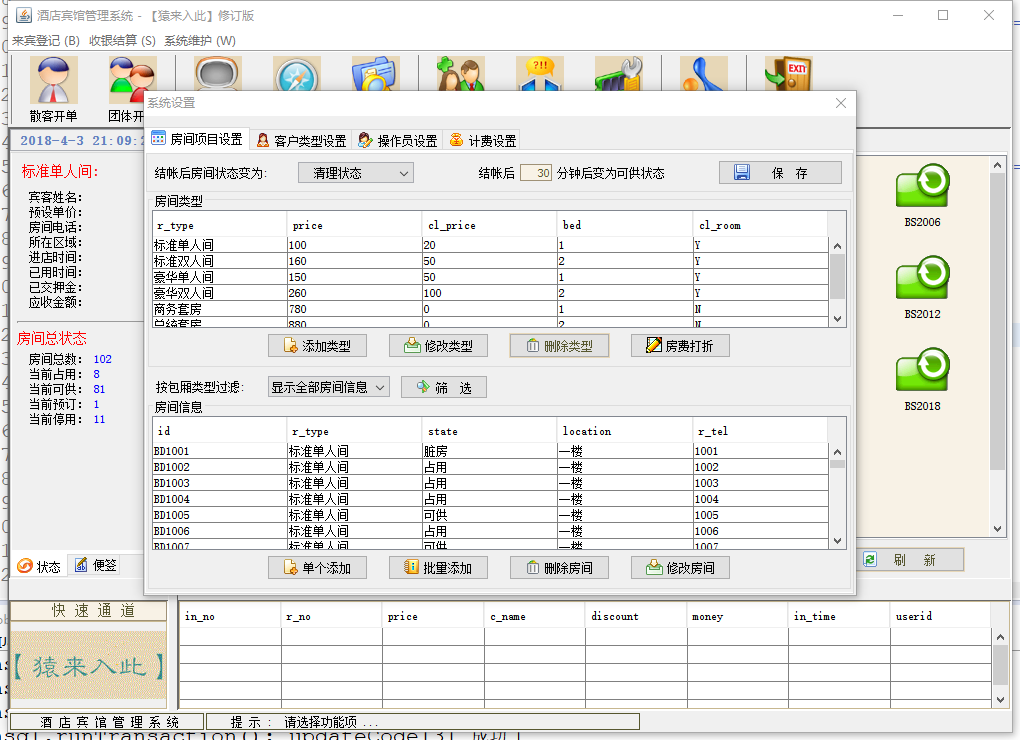 酒店宾馆管理系统 - 【猿来入此】修订版
来宾登记 (B) 收银结算 (S) 系统维护 (W)
散客开单
EXIT
系统设置
2018-4-3 21:09:
房间项目设置 客户类型设置 操作员设置 计费设置
标准单人间:
宾客姓名:
预设单价:
房间电话:
所在区域:
进店时间:
已用时间:
已交押金:
应收金额:
房间总状态
房间总数: 102
当前占用: 8
当前可供: 81
当前预订: 1
当前停用: 11
状态 便签
结帐后房间状态变为: 清理状态 结帐后 30 分钟后变为可供状态 保 存
房间类型
r_type price cl_price bed cl_room
标准单人间 100 20 1 Y
标准双人间 160 50 2 Y
豪华单人间 150 50 1 Y
豪华双人间 260 100 2 Y
商务套房 780 0 1 N
总统套房 880 0 2 N
添加类型 修改类型 删除类型 房费打折
按包厢类型过滤: 显示全部房间信息 筛 选
房间信息
id r_type state location r_tel
BD1001 标准单人间 脏房 一楼 1001
BD1002 标准单人间 占用 一楼 1002
BD1003 标准单人间 占用 一楼 1003
BD1004 标准单人间 占用 一楼 1004
BD1005 标准单人间 可供 一楼 1005
BD1006 标准单人间 占用 一楼 1006
BD1007 标准单人间 可供 一楼 1007
单个添加 批量添加 删除房间 修改房间
BS2006
BS2012
BS2018
刷 新
快 速 通 道
【猿来入此】
in_no r_no price c_name discount money in_time userid
酒 店 宾 馆 管 理 系 统 提 示 : 请选择功能项 ...
sql.runTransaction(): updateCode[3] 成功!